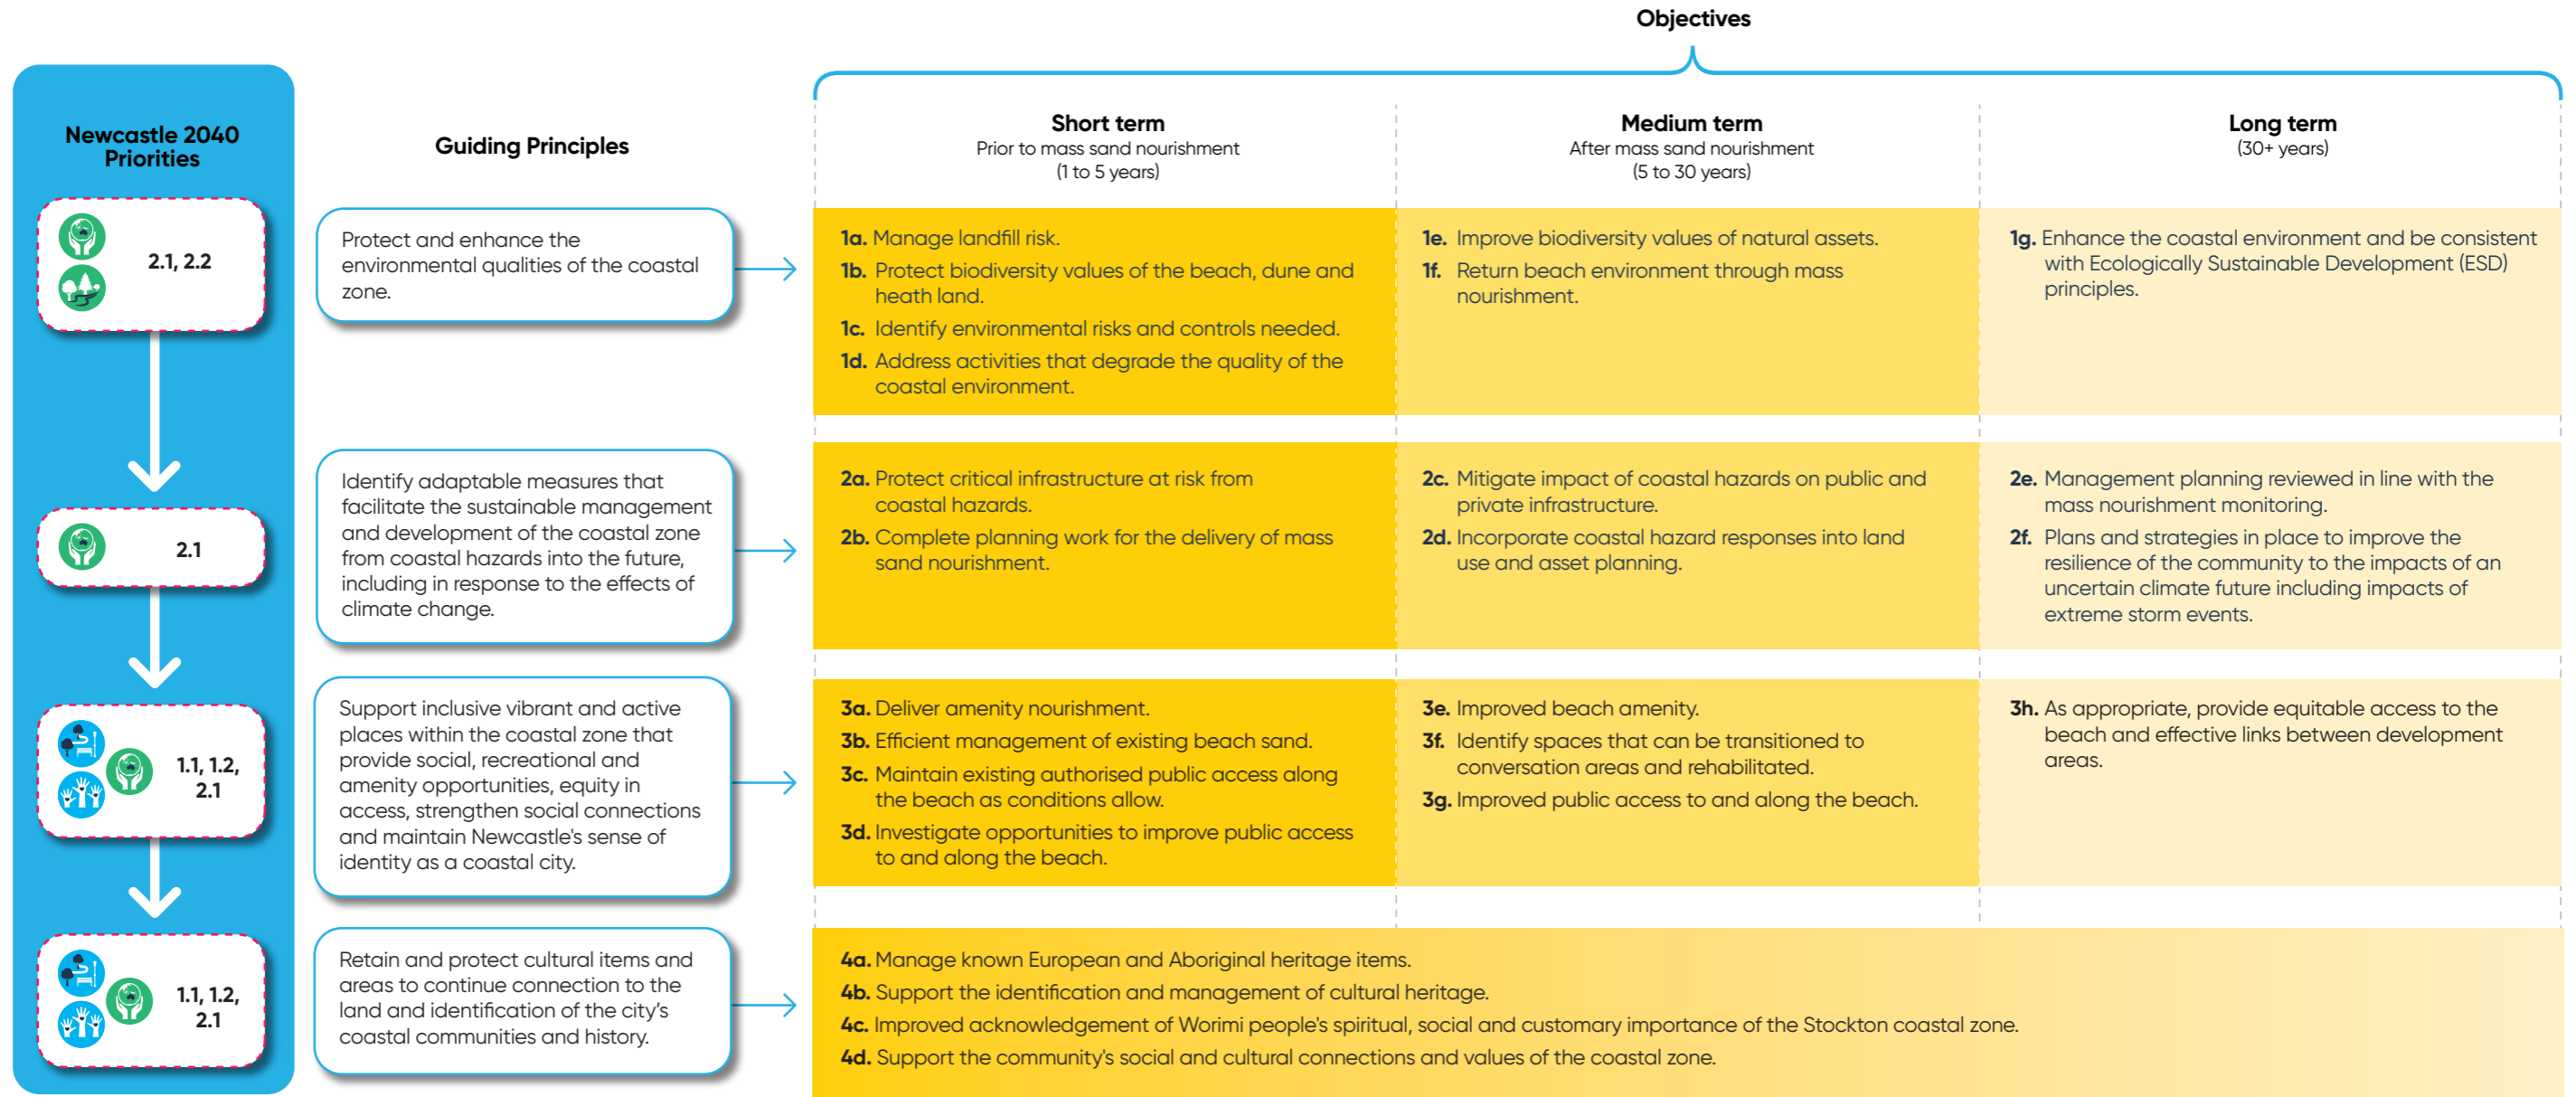 Objectives
Newcastle 2040
Priorities
Guiding Principles
Short term
Prior to mass sand nourishment
(1 to 5 years)
Medium term
After mass sand nourishment
(5 to 30 years)
Long term
(30+ years)
2.1, 2.2
Protect and enhance the
environmental qualities of the coastal
zone.
1a. Manage landfill risk.
1b. Protect biodiversity values of the beach, dune and
heath land.
1c. Identify environmental risks and controls needed.
1d. Address activities that degrade the quality of the
coastal environment.
1e. Improve biodiversity values of natural assets.
1f. Return beach environment through mass
nourishment.
1g. Enhance the coastal environment and be consistent
with Ecologically Sustainable Development (ESD)
principles.
2.1
Identify adaptable measures that
facilitate the sustainable management
and development of the coastal zone
from coastal hazards into the future,
including in response to the effects of
climate change.
2a. Protect critical infrastructure at risk from
coastal hazards.
2b. Complete planning work for the delivery of mass
sand nourishment.
2c. Mitigate impact of coastal hazards on public and
private infrastructure.
2d. Incorporate coastal hazard responses into land
use and asset planning.
2e. Management planning reviewed in line with the
mass nourishment monitoring.
2f. Plans and strategies in place to improve the
resilience of the community to the impacts of an
uncertain climate future including impacts of
extreme storm events.
1.1, 1.2,
2.1
Support inclusive vibrant and active
places within the coastal zone that
provide social, recreational and
amenity opportunities, equity in
access, strengthen social connections
and maintain Newcastle's sense of
identity as a coastal city.
3a. Deliver amenity nourishment.
3b. Efficient management of existing beach sand.
3c. Maintain existing authorised public access along
the beach as conditions allow.
3d. Investigate opportunities to improve public access
to and along the beach.
3e. Improved beach amenity.
3f. Identify spaces that can be transitioned to
conversation areas and rehabilitated.
3g. Improved public access to and along the beach.
3h. As appropriate, provide equitable access to the
beach and effective links between development
areas.
1.1, 1.2,
2.1
Retain and protect cultural items and
areas to continue connection to the
land and identification of the city's
coastal communities and history.
4a. Manage known European and Aboriginal heritage items.
4b. Support the identification and management of cultural heritage.
4c. Improved acknowledgement of Worimi people's spiritual, social and customary importance of the Stockton coastal zone.
4d. Support the community's social and cultural connections and values of the coastal zone.